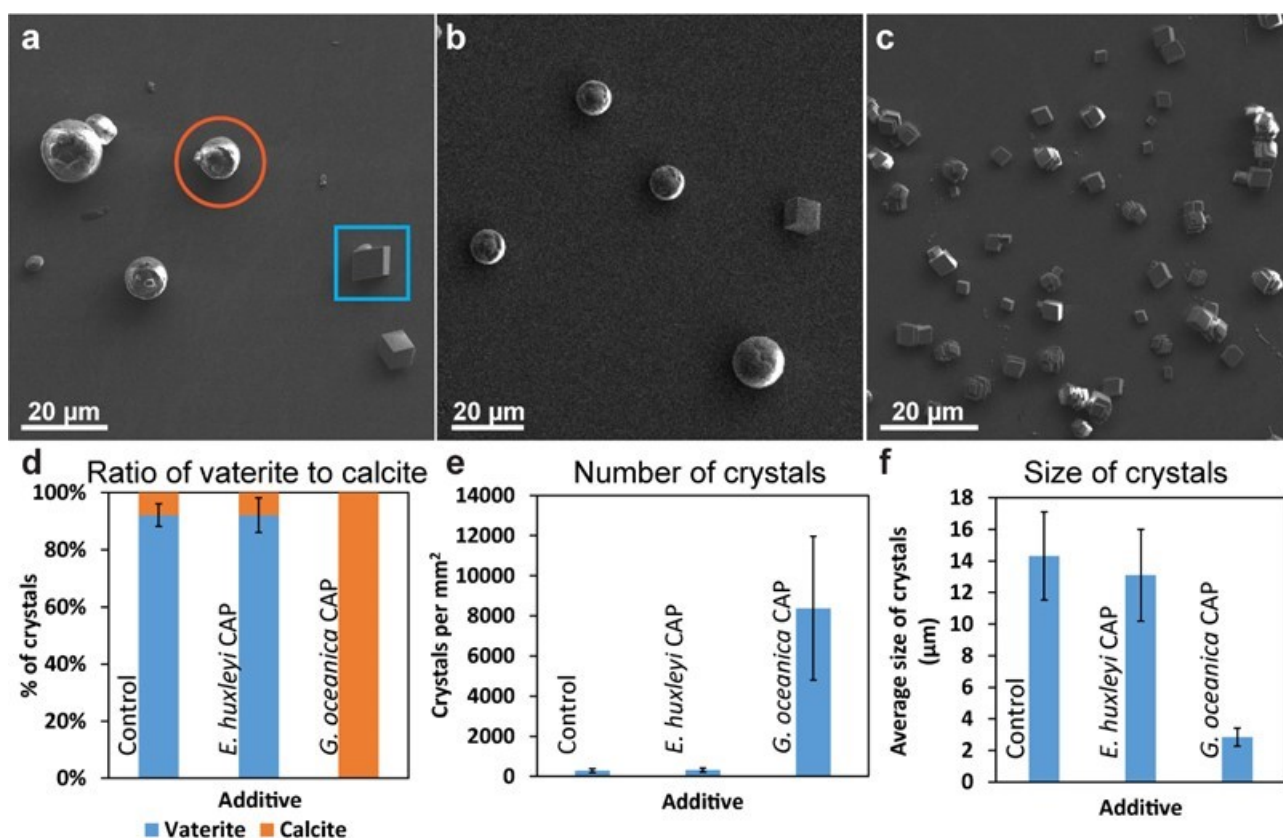 a
b
c
20 µm
20 µm
20 µm
d
Ratio of vaterite to calcite
100%
80%
60%
40%
20%
0%
% of crystals
Control
E. huxleyi CAP
G. oceanica CAP
Additive
Vaterite
Calcite
e
Number of crystals
14000
12000
10000
8000
6000
4000
2000
0
Crystals per mm²
Control
E. huxleyi CAP
G. oceanica CAP
Additive
f
Size of crystals
18
16
14
12
10
8
6
4
2
0
Average size of crystals
(µm)
Control
E. huxleyi CAP
G. oceanica CAP
Additive